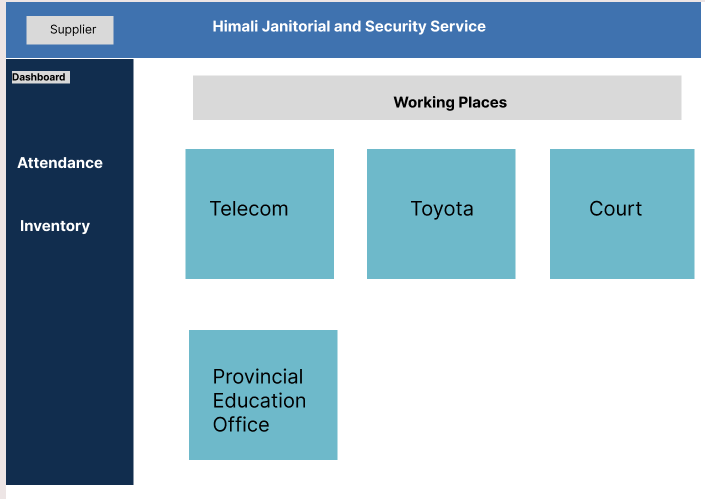 Supplier
Himali Janitorial and Security Service
Dashboard
Working Places
Attendance
Inventory
Telecom
Toyota
Court
Provincial
Education
Office